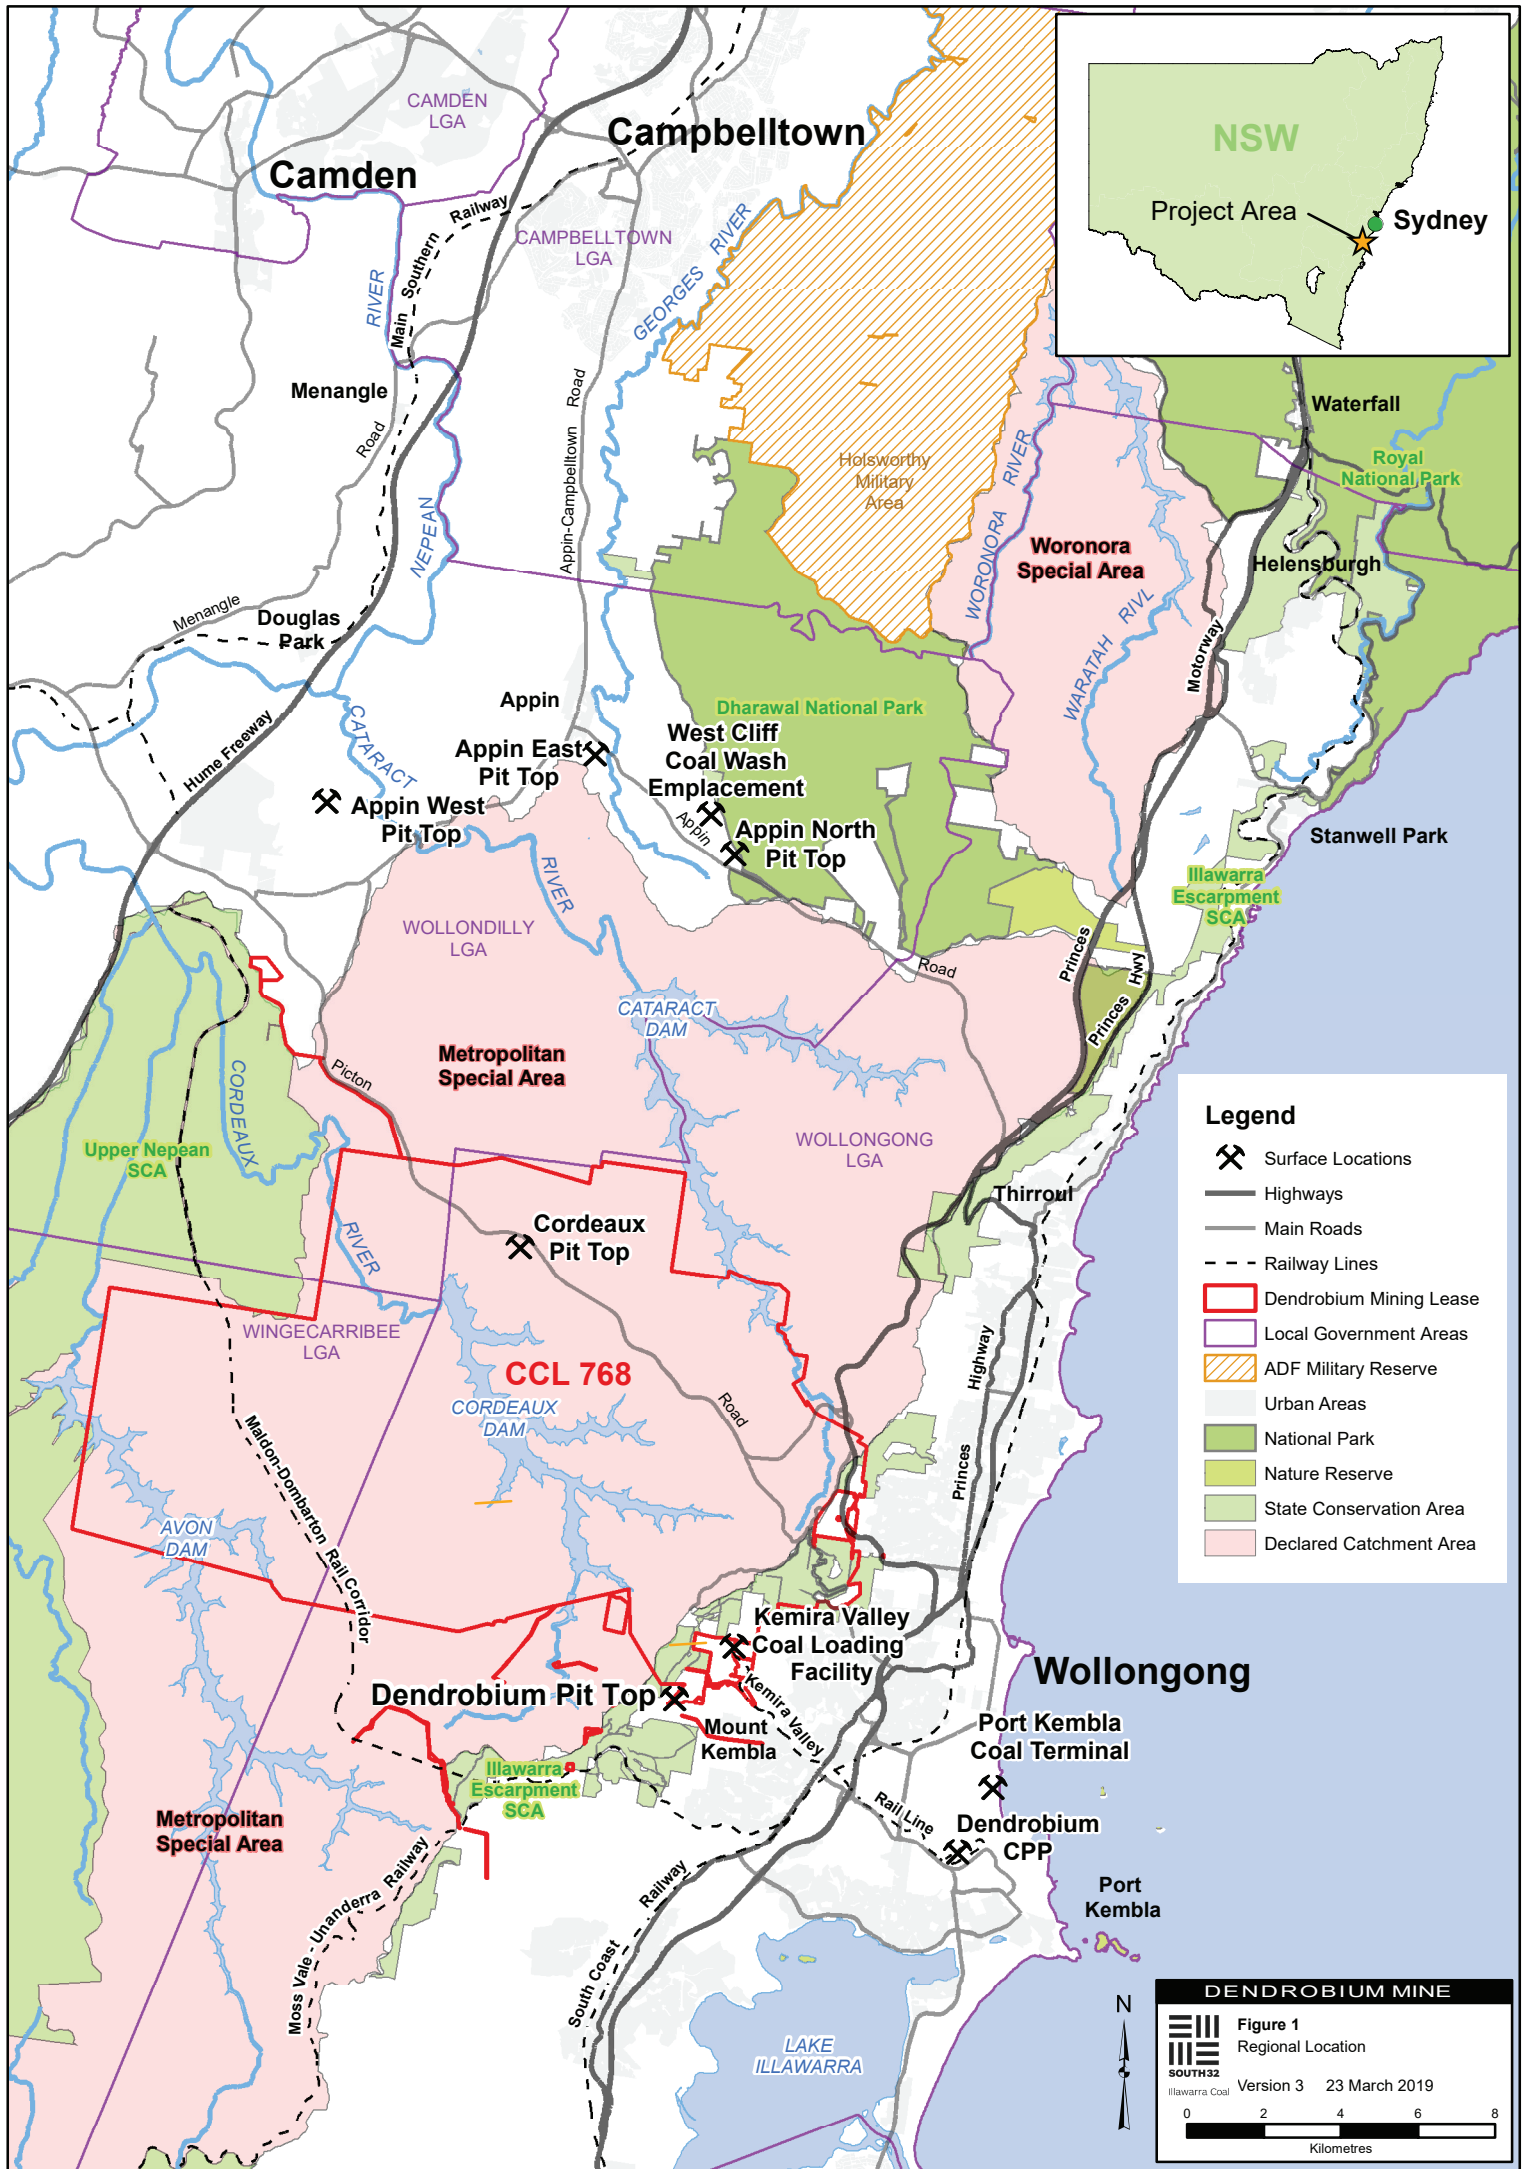 CAMDEN
LGA
Campbelltown
Camden
NSW
Project Area
Sydney
Railway
Southern
Main
CAMPBELLTOWN
LGA
RIVER
GEORGES RIVER
Menangle
Road
Appin-Campbelltown Road
Waterfall
Royal
National Park
Holsworthy
Military
Area
WORONORA RIVER
NEPEAN
Woronora
Special Area
Helensburgh
Menangle
Douglas
Park
WARATAH RIVL
Motorway
Appin
Dharawal National Park
Hume Freeway
CATARACT
Appin East
Pit Top
West Cliff
Coal Wash
Emplacement
Appin West
Pit Top
Appin
Appin North
Pit Top
Stanwell Park
RIVER
Illawarra
Escarpment
SCA
WOLLONDILLY
LGA
Road
Princes
Princes Hwy
CATARACT
DAM
Metropolitan
Special Area
Picton
CORDEAUX
Upper Nepean
SCA
WOLLONGONG
LGA
Thirroul
Cordeaux
Pit Top
RIVER
WINGECARRIBEE
LGA
CCL 768
CORDEAUX
DAM
Road
Princes Highway
Maldon-Dombarton Rail Corridor
AVON
DAM
Legend
Surface Locations
Highways
Main Roads
Railway Lines
Dendrobium Mining Lease
Local Government Areas
ADF Military Reserve
Urban Areas
National Park
Nature Reserve
State Conservation Area
Declared Catchment Area
Kemira Valley
Coal Loading
Facility
Wollongong
Dendrobium Pit Top
Kemira Valley
Rail Line
Mount
Kembla
Port Kembla
Coal Terminal
Illawarra
Escarpment
SCA
Metropolitan
Special Area
Dendrobium
CPP
Moss Vale - Unanderra Railway
South Coast Railway
Port
Kembla
LAKE
ILLAWARRA
N
DENDROBIUM MINE
Figure 1
Regional Location
SOUTH32
Illawarra Coal
Version 3 23 March 2019
0 2 4 6 8
Kilometres